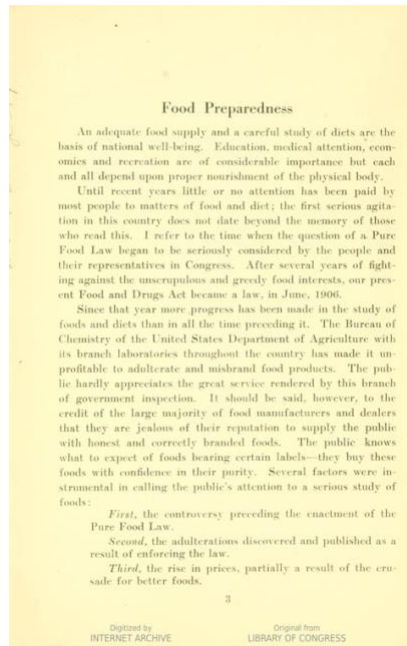 Food Preparedness
An adequate food supply and a careful study of diets are the
basis of national well-being. Education, medical attention, econ-
omics and recreation are of considerable importance but each
and all depend upon proper nourishment of the physical body.
Until recent years little or no attention has been paid by
most people to matters of food and diet; the first serious agita-
tion in this country does not date beyond the memory of those
who read this. I refer to the time when the question of a Pure
Food Law began to be seriously considered by the people and
their representatives in Congress. After several years of fight-
ing against the unscrupulous and greedy food interests, our pres-
ent Food and Drugs Act became a law, in June, 1906.
Since that year more progress has been made in the study of
foods and diets than in all the time preceding it. The Bureau of
Chemistry of the United States Department of Agriculture with
its branch laboratories throughout the country has made it un-
profitable to adulterate and misbrand food products. The pub-
lic hardly appreciates the great service rendered by this branch
of government inspection. It should be said, however, to the
credit of the large majority of food manufacturers and dealers
that they are jealous of their reputation to supply the public
with honest and correctly branded foods. The public knows
what to expect of foods bearing certain labels—they buy these
foods with confidence in their purity. Several factors were in-
strumental in calling the public's attention to a serious study of
foods:
First, the controversy preceding the enactment of the
Pure Food Law.
Second, the adulterations discovered and published as a
result of enforcing the law.
Third, the rise in prices, partially a result of the cru-
sade for better foods.
3
Digitized by
INTERNET ARCHIVE
Original from
LIBRARY OF CONGRESS